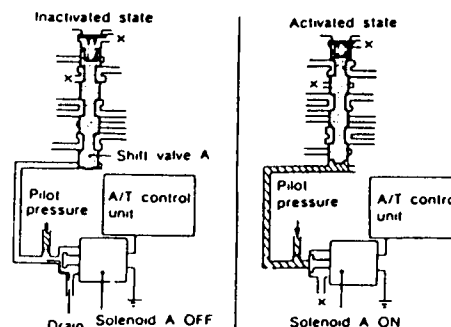 Inactivated state
x
x
Shift valve A
Pilot
pressure
A/T control
unit
Drain
Solenoid A OFF
Activated state
x
x
Pilot
pressure
A/T control
unit
x
Solenoid A ON